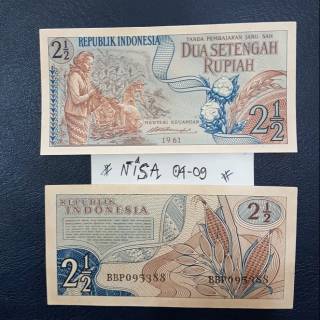 2½
REPUBLIK INDONESIA
TANDA PEMBAJARAN JANG SAH
DUA SETENGAH
RUPIAH
MENTERI KEUANGAN
2½
1961
* NISA 09-09 *
REPUBLIK
INDONESIA
2½
2½
BBP095388
BBP095388